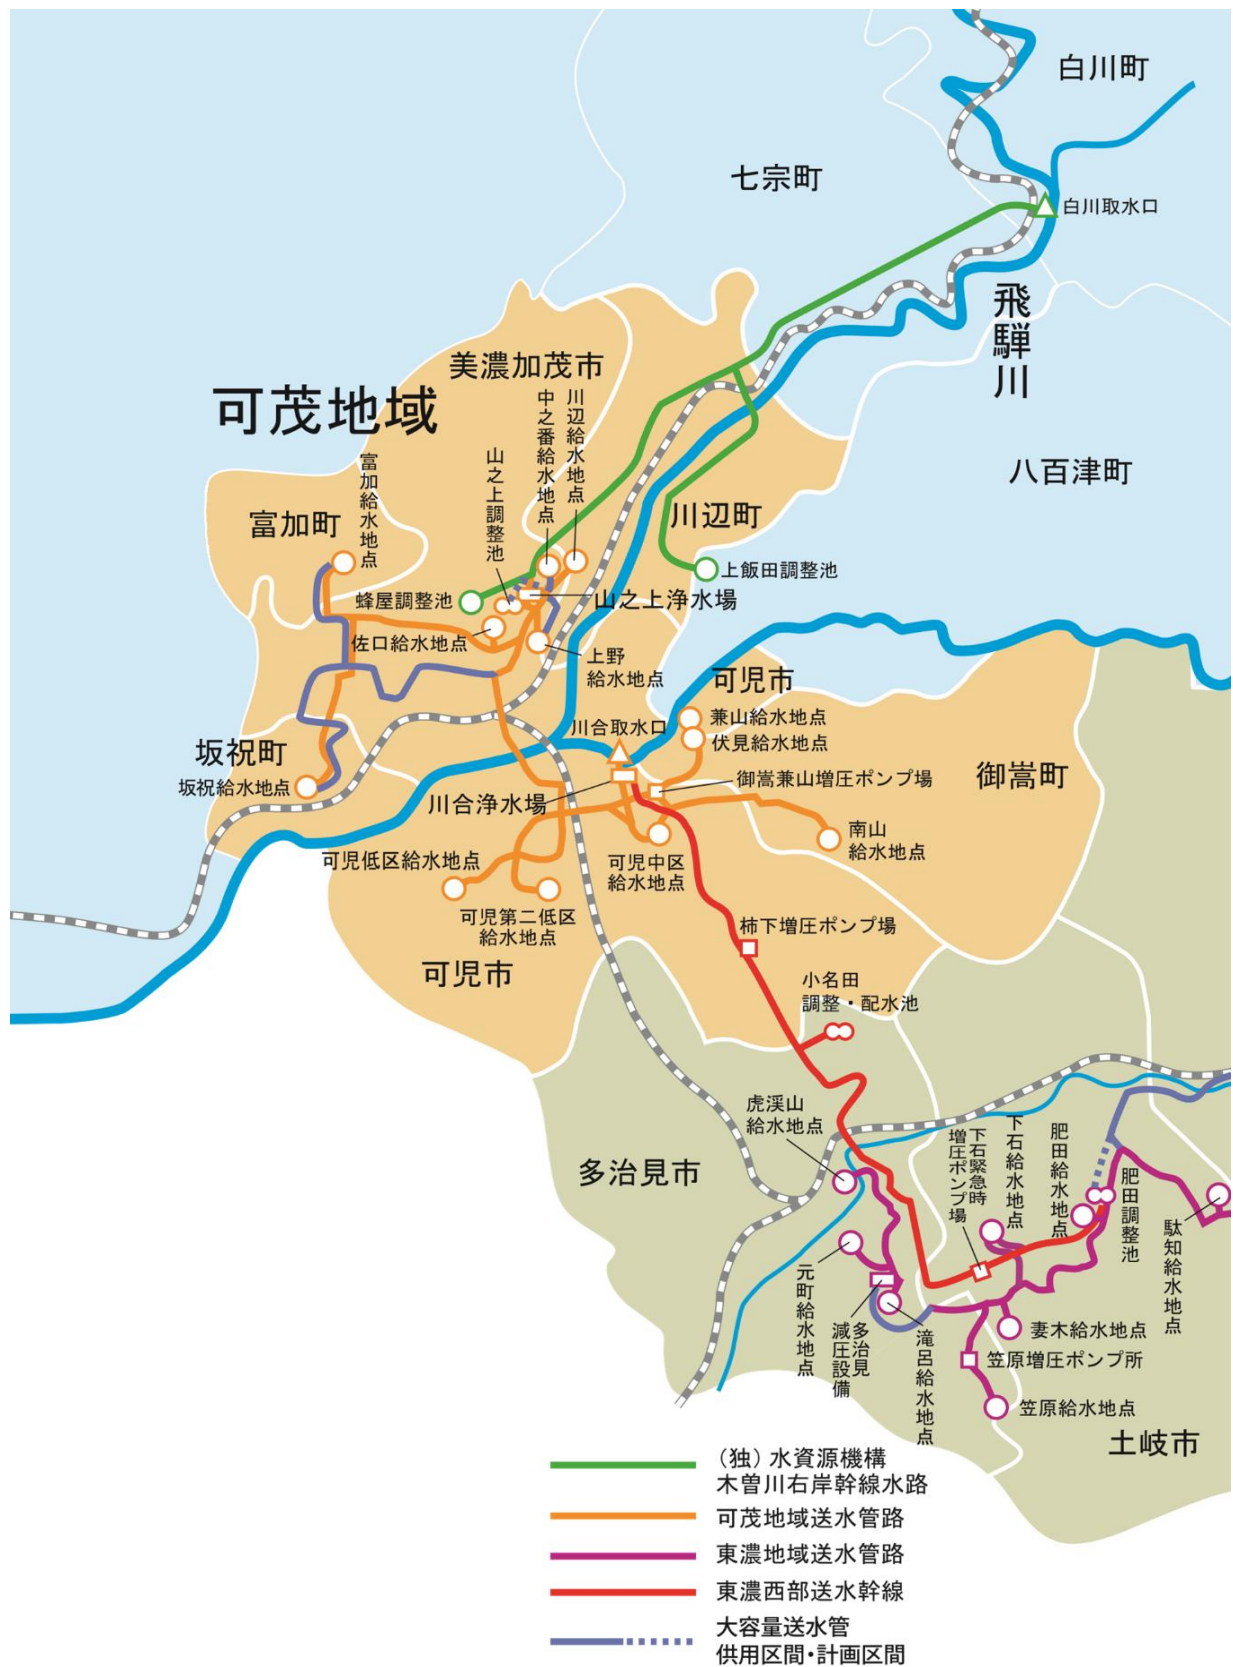 白川町
七宗町
白川取水口
飛騨川
美濃加茂市
可茂地域
川辺給水地点
中之番給水地点
山之上調整池
富加給水地点
八百津町
富加町
川辺町
上飯田調整池
蜂屋調整池
山之上浄水場
佐口給水地点
上野
給水地点
可児市
兼山給水地点
川合取水口
伏見給水地点
坂祝町
坂祝給水地点
御嵩兼山増圧ポンプ場
御嵩町
川合浄水場
南山
給水地点
可児低区給水地点
可児中区
給水地点
可児第二低区
給水地点
柿下増圧ポンプ場
可児市
小名田
調整・配水池
虎渓山
給水地点
下石緊急時
増圧ポンプ場
下石給水地点
肥田給水地点
肥田調整池
駄知給水地点
多治見市
元町給水地点
多治見
減圧設備
滝呂給水地点
妻木給水地点
笠原増圧ポンプ所
笠原給水地点
土岐市
（独）水資源機構
木曽川右岸幹線水路
可茂地域送水管路
東濃地域送水管路
東濃西部送水幹線
大容量送水管
供用区間・計画区間